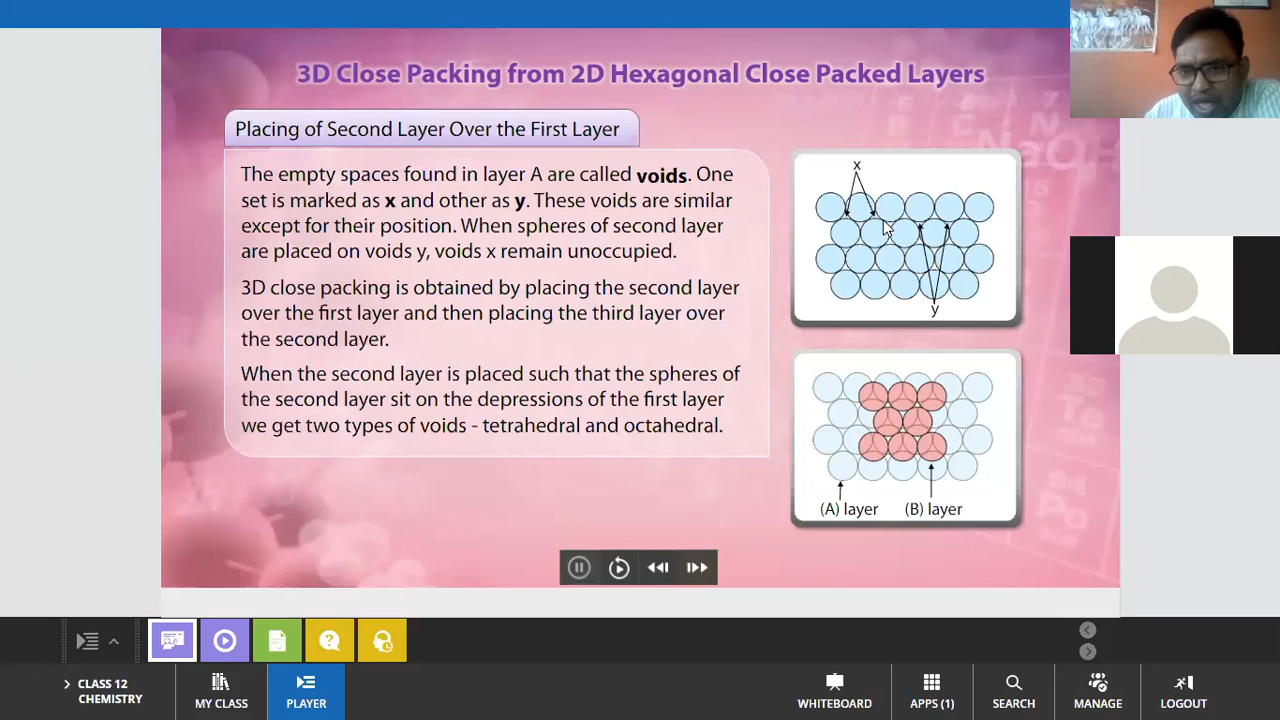 3D Close Packing from 2D Hexagonal Close Packed Layers
Placing of Second Layer Over the First Layer
The empty spaces found in layer A are called voids. One
set is marked as x and other as y. These voids are similar
except for their position. When spheres of second layer
are placed on voids y, voids x remain unoccupied.
3D close packing is obtained by placing the second layer
over the first layer and then placing the third layer over
the second layer.
When the second layer is placed such that the spheres of
the second layer sit on the depressions of the first layer
we get two types of voids - tetrahedral and octahedral.
x
y
(A) layer (B) layer
CLASS 12
CHEMISTRY
MY CLASS
PLAYER
WHITEBOARD
APPS (1)
SEARCH
MANAGE
LOGOUT